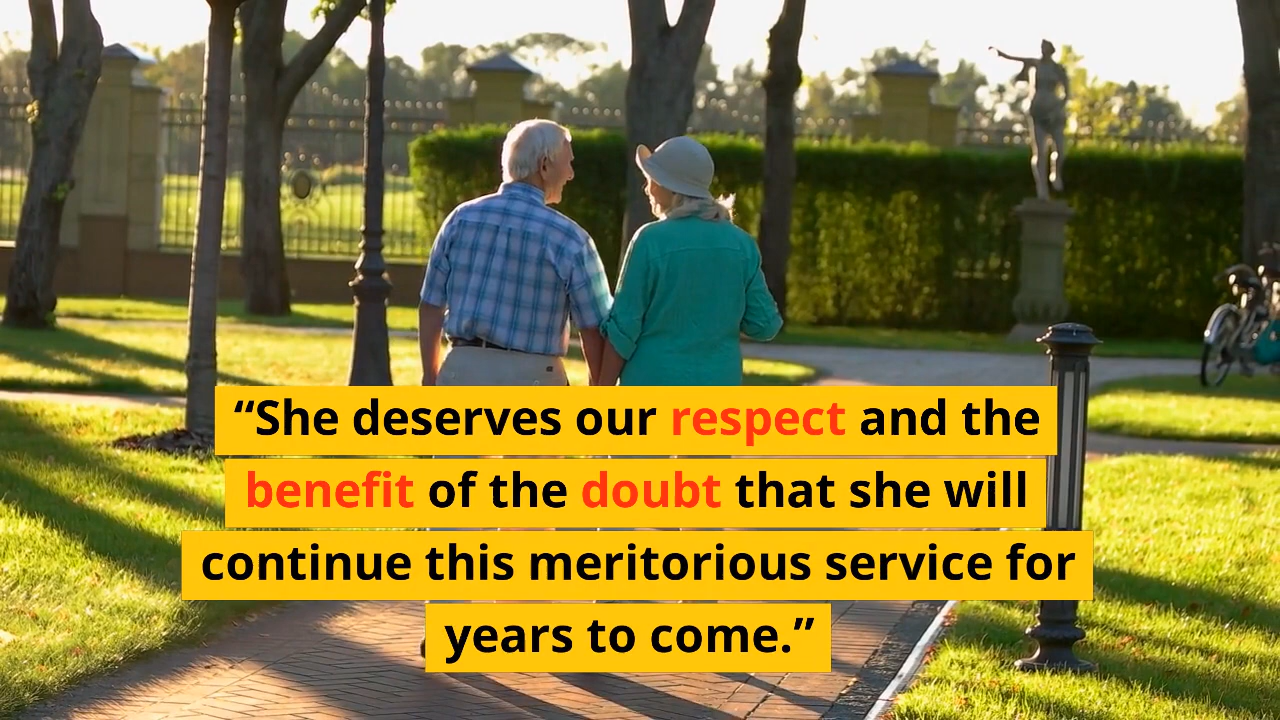 “She deserves our respect and the
benefit of the doubt that she will
continue this meritorious service for
years to come.”